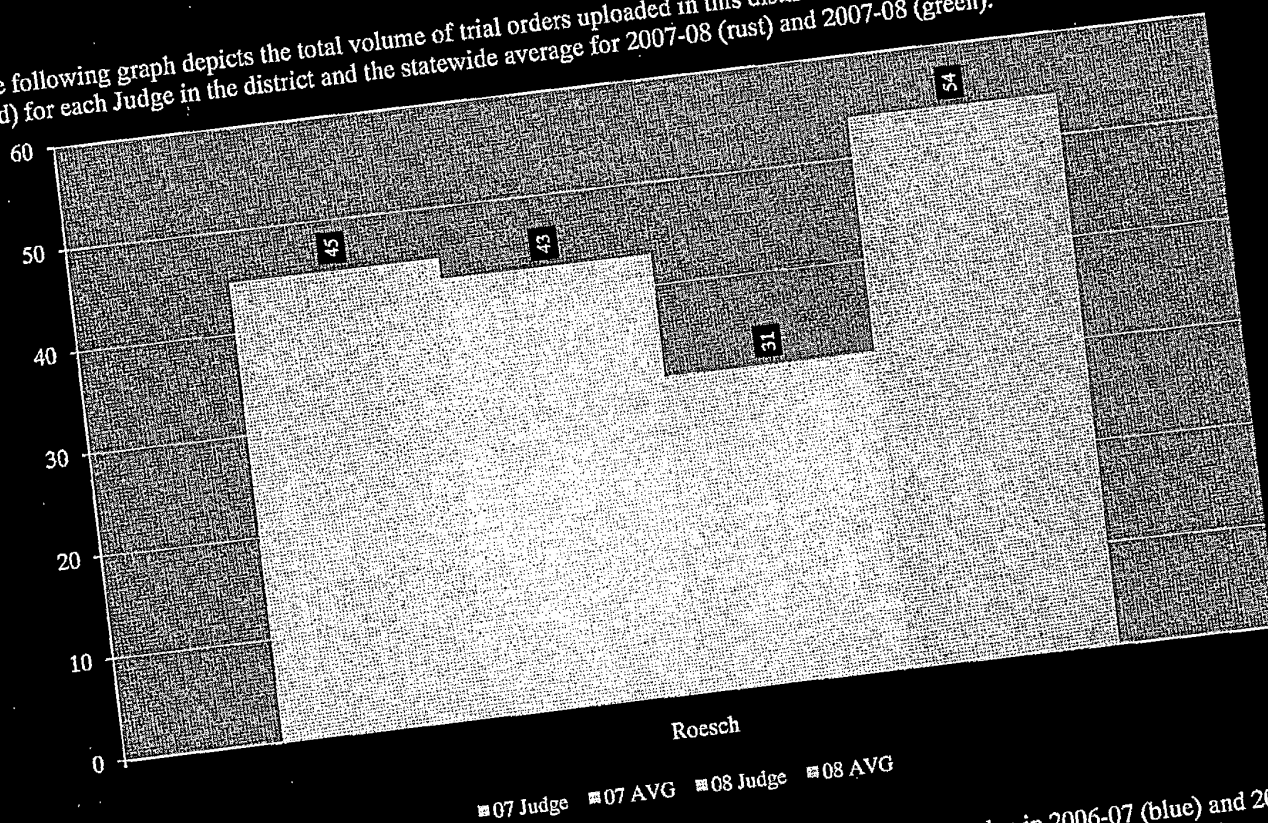 following graph depicts the total volume of trial orders uploaded in this
for each Judge in the district and the statewide average for 2007-08 (rust) and 2007-08 (green).
60
50
40
30
20
10
0
45
43
31
54
Roesch
07 Judge 07 AVG 08 Judge 08 AVG
in 2006-07 (blue) and